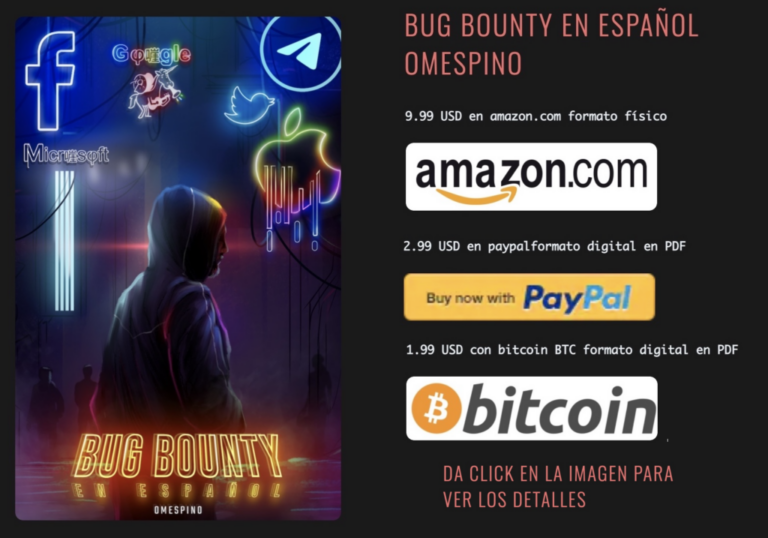 Google
Microsoft
BUG BOUNTY
EN ESPAÑOL
OMESPINO
BUG BOUNTY EN ESPAÑOL
OMESPINO
9.99 USD en amazon.com formato físico
amazon.com
2.99 USD en paypalformato digital en PDF
Buy now with PayPal
1.99 USD con bitcoin BTC formato digital en PDF
bitcoin
DA CLICK EN LA IMAGEN PARA
VER LOS DETALLES